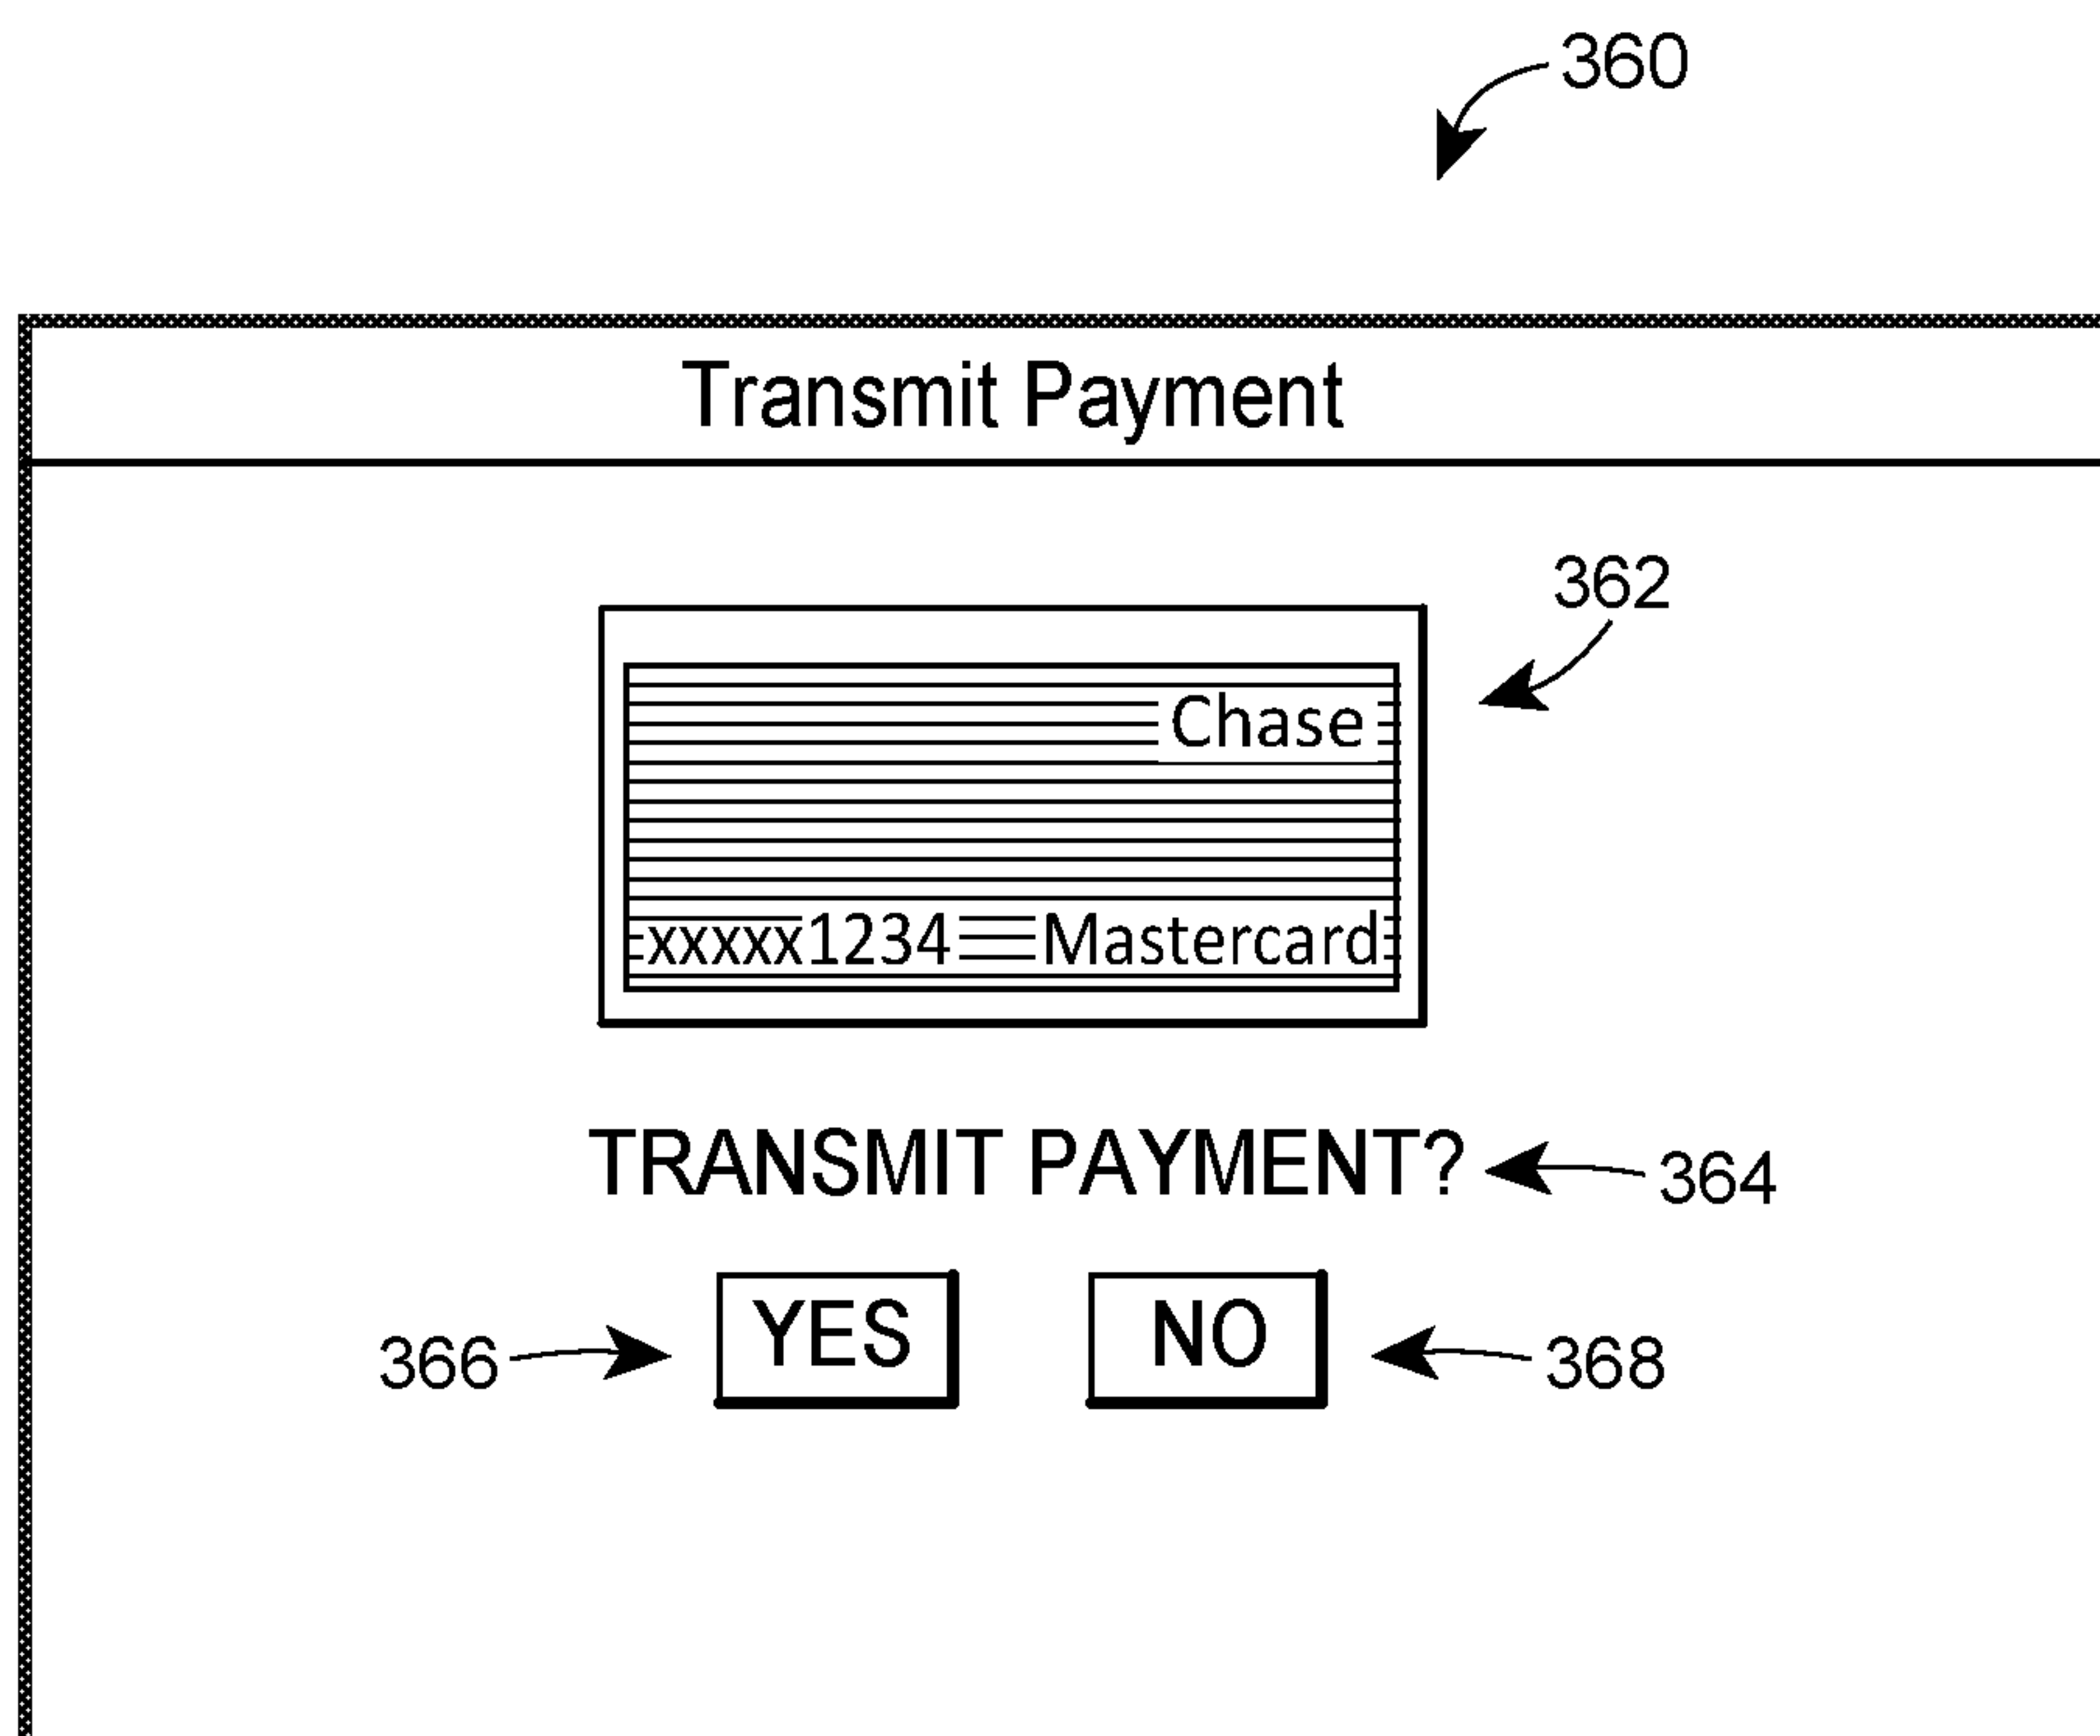 360
Transmit Payment
362
Chase
xxxxx1234 Mastercard
TRANSMIT PAYMENT?
364
YES
NO
366
368